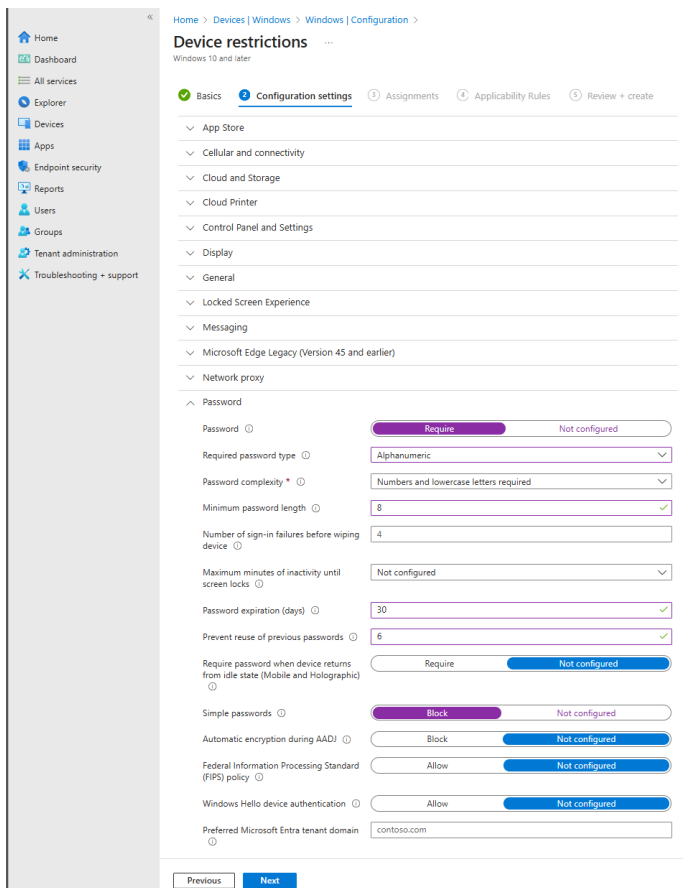 «
Home > Devices | Windows > Windows | Configuration >
Home
Dashboard
All services
Explorer
Devices
Apps
Endpoint security
Reports
Users
Groups
Tenant administration
Troubleshooting + support
Device restrictions ...
Windows 10 and later
Basics 2 Configuration settings 3 Assignments 4 Applicability Rules 5 Review + create
App Store
Cellular and connectivity
Cloud and Storage
Cloud Printer
Control Panel and Settings
Display
General
Locked Screen Experience
Messaging
Microsoft Edge Legacy (Version 45 and earlier)
Network proxy
Password
Password Require Not configured
Required password type Alphanumeric
Password complexity * Numbers and lowercase letters required
Minimum password length 8
Number of sign-in failures before wiping
device 4
Maximum minutes of inactivity until
screen locks Not configured
Password expiration (days) 30
Prevent reuse of previous passwords 6
Require password when device returns
from idle state (Mobile and Holographic)
Require Not configured
Simple passwords Block Not configured
Automatic encryption during AADJ Block Not configured
Federal Information Processing Standard
(FIPS) policy Allow Not configured
Windows Hello device authentication Allow Not configured
Preferred Microsoft Entra tenant domain contoso.com
Previous Next